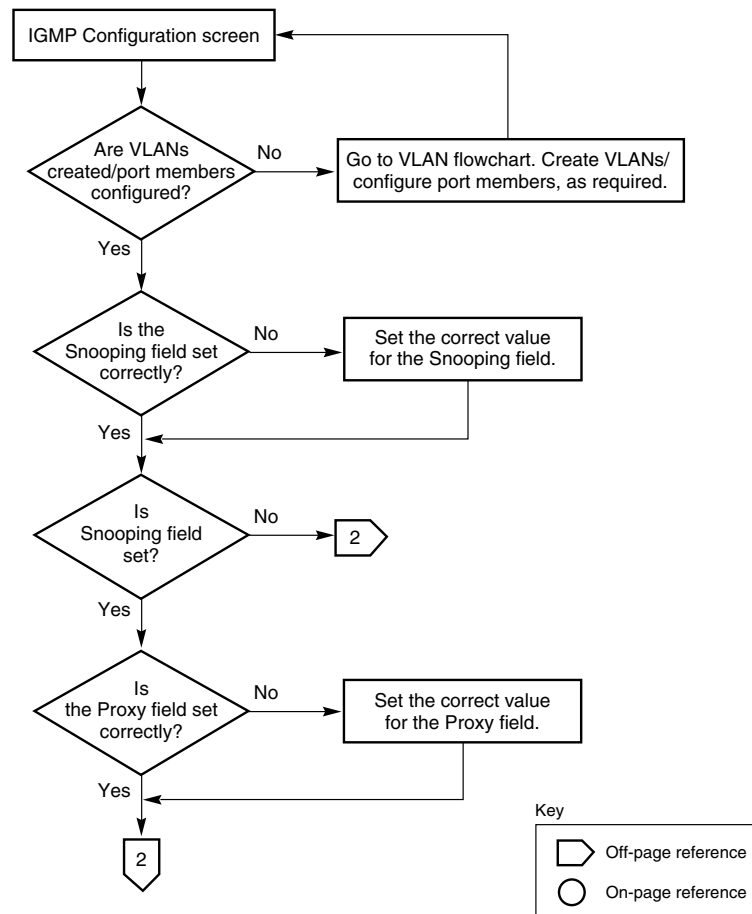 IGMP Configuration screen
Are VLANs
created/port members
configured?
No
Go to VLAN flowchart. Create VLANs/
configure port members, as required.
Yes
Is the
Snooping field set
correctly?
No
Set the correct value
for the Snooping field.
Yes
Is
Snooping field
set?
No
2
Yes
Is
the Proxy field set
correctly?
No
Set the correct value
for the Proxy field.
Yes
2
Key
Off-page reference
On-page reference